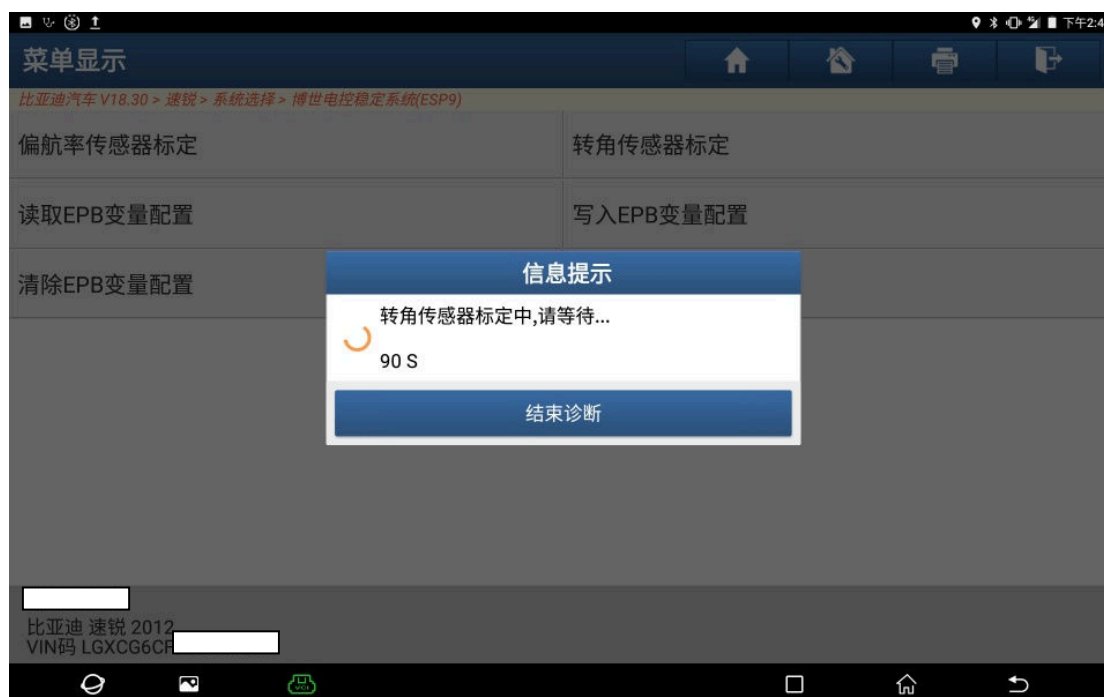 下午2:4
菜单显示
比亚迪汽车 V18.30 > 速锐 > 系统选择 > 博世电控稳定系统(ESP9)
偏航率传感器标定
转角传感器标定
读取EPB变量配置
写入EPB变量配置
清除EPB变量配置
信息提示
转角传感器标定中,请等待...
90 S
结束诊断
比亚迪 速锐 2012
VIN码 LGXCG6CF
VCI